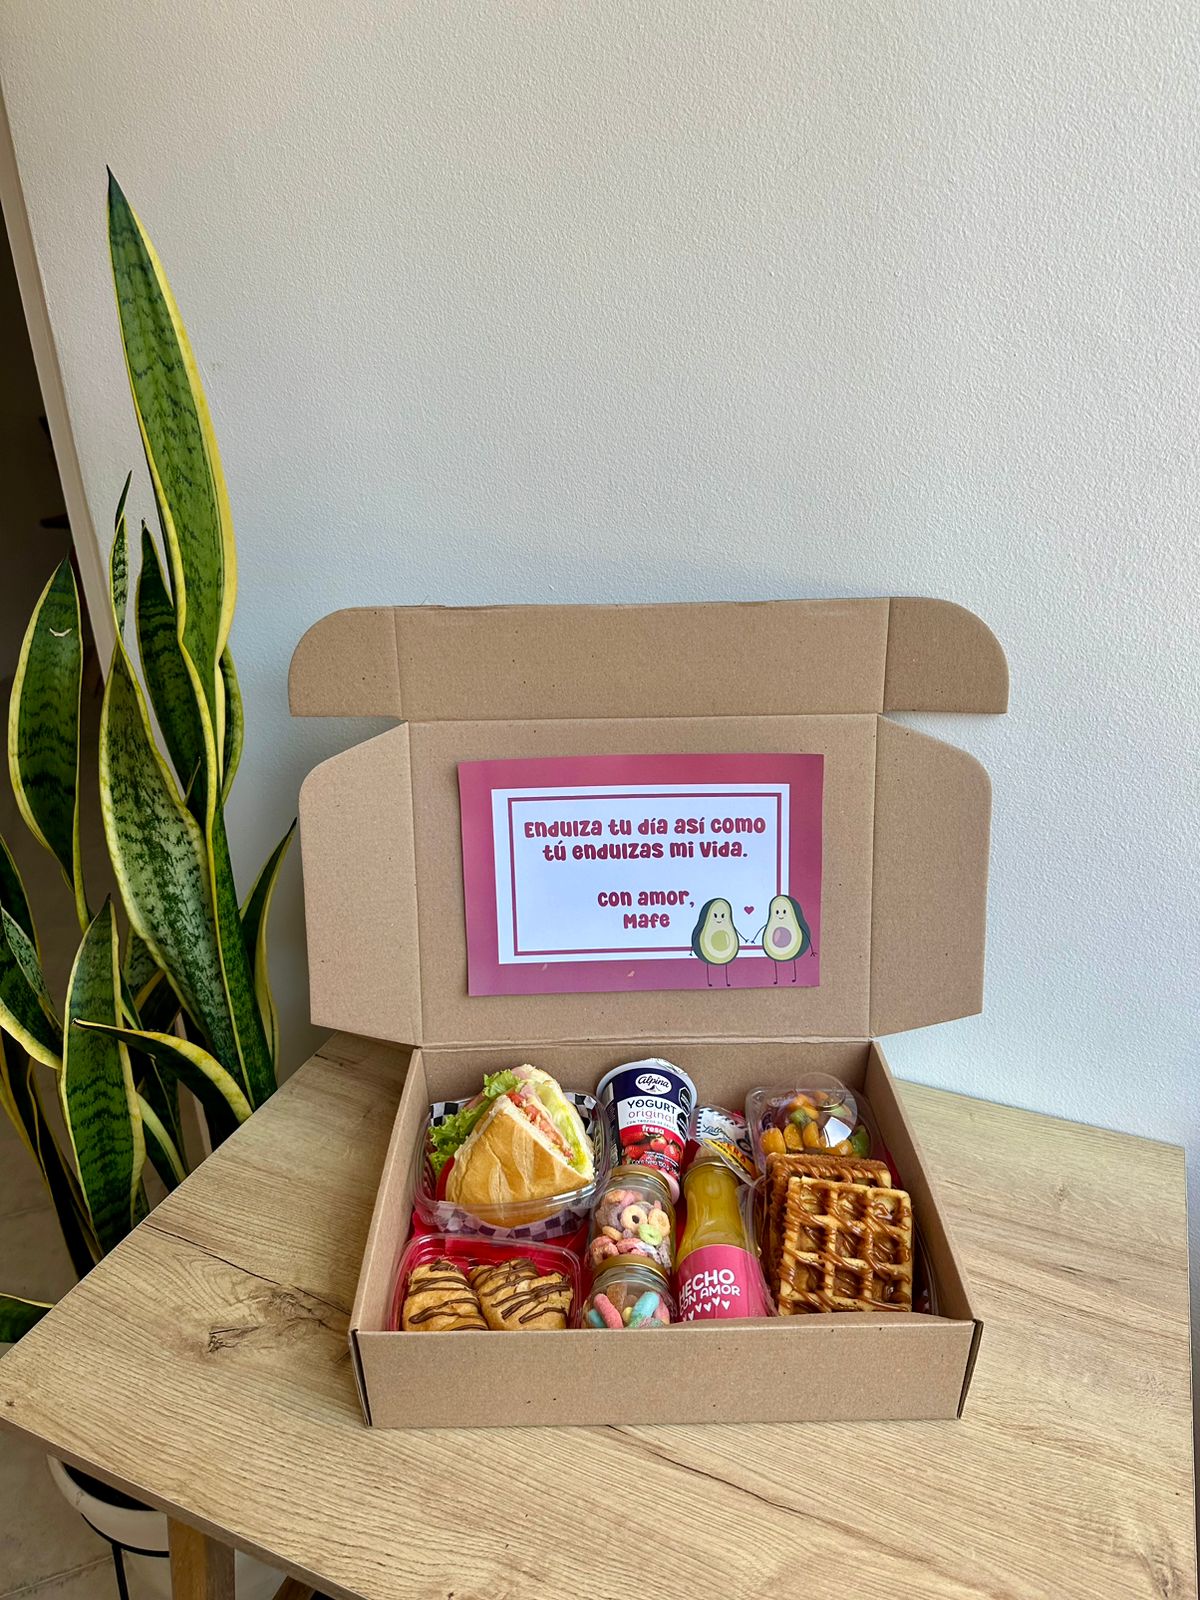 Endulza tu día así como
tú endulzas mi vida.
con amor,
Mafe
alpina
YOGURT
original
fresa
HECHO
CON AMOR